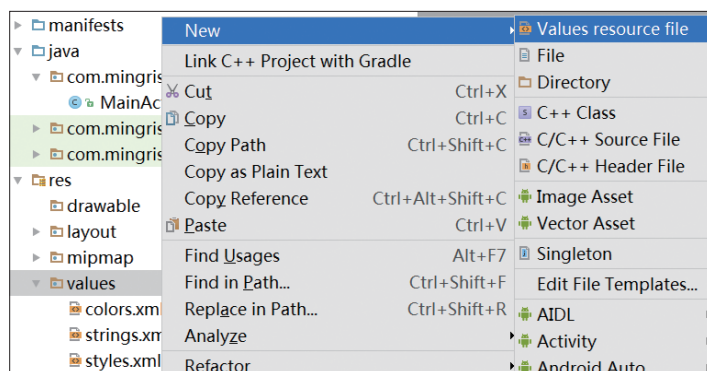 manifests
java
com.mingris
MainAc
com.mingris
com.mingris
res
drawable
layout
mipmap
values
colors.xml
strings.xm
styles.xml
New
Link C++ Project with Gradle
Cut Ctrl+X
Copy Ctrl+C
Copy Path Ctrl+Shift+C
Copy as Plain Text
Copy Reference Ctrl+Alt+Shift+C
Paste Ctrl+V
Find Usages Alt+F7
Find in Path... Ctrl+Shift+F
Replace in Path... Ctrl+Shift+R
Analyze
Refactor
Values resource file
File
Directory
C++ Class
C/C++ Source File
C/C++ Header File
Image Asset
Vector Asset
Singleton
Edit File Templates...
AIDL
Activity
Android Auto